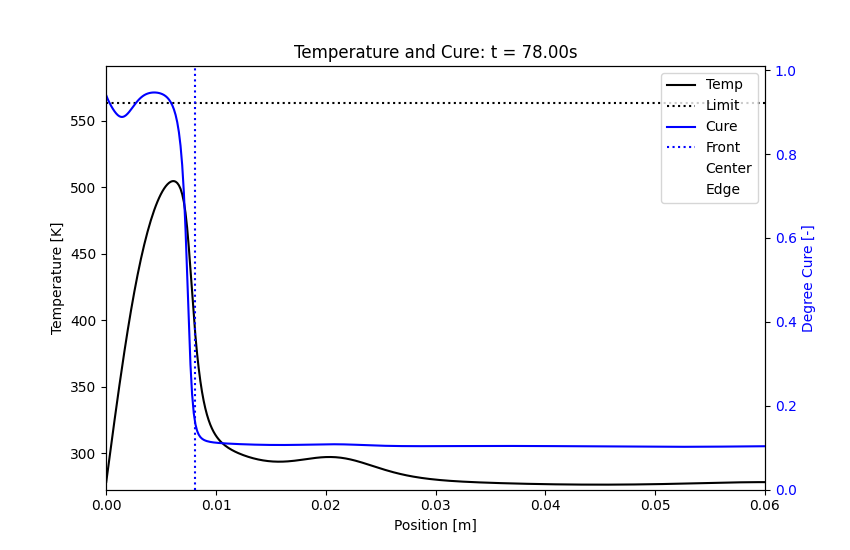 Temperature and Cure: t = 78.00s
Temp
Limit
Cure
Front
Center
Edge
Temperature [K]
550
500
450
400
350
300
1.0
0.8
0.6
0.4
0.2
0.0
Degree Cure [-]
0.00 0.01 0.02 0.03 0.04 0.05 0.06
Position [m]